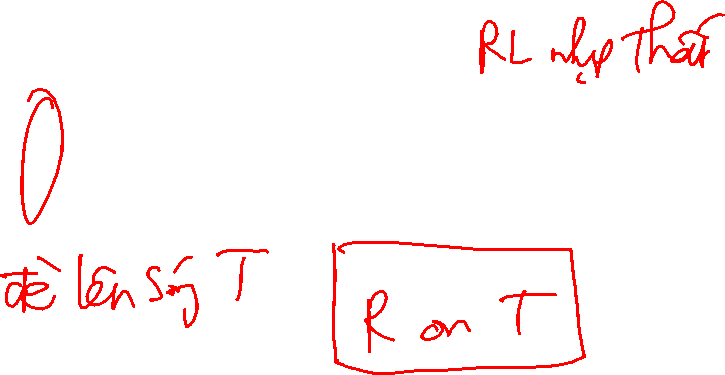 RL nhịp thất
đè lên sóng T
R on T